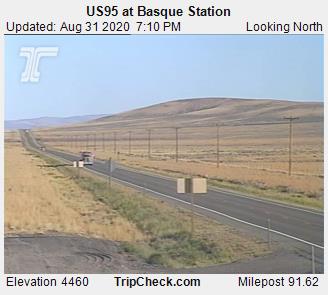 US95 at Basque Station
Updated: Aug 31 2020 7:10 PM Looking North
Elevation 4460 TripCheck.com Milepost 91.62